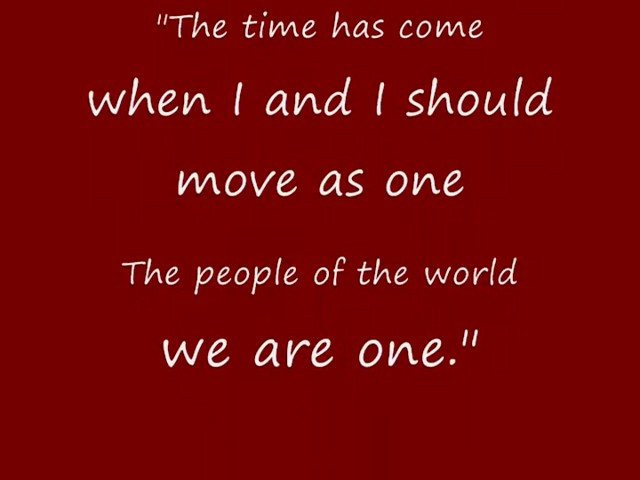 "The time has come
when I and I should
move as one
The people of the world
we are one."